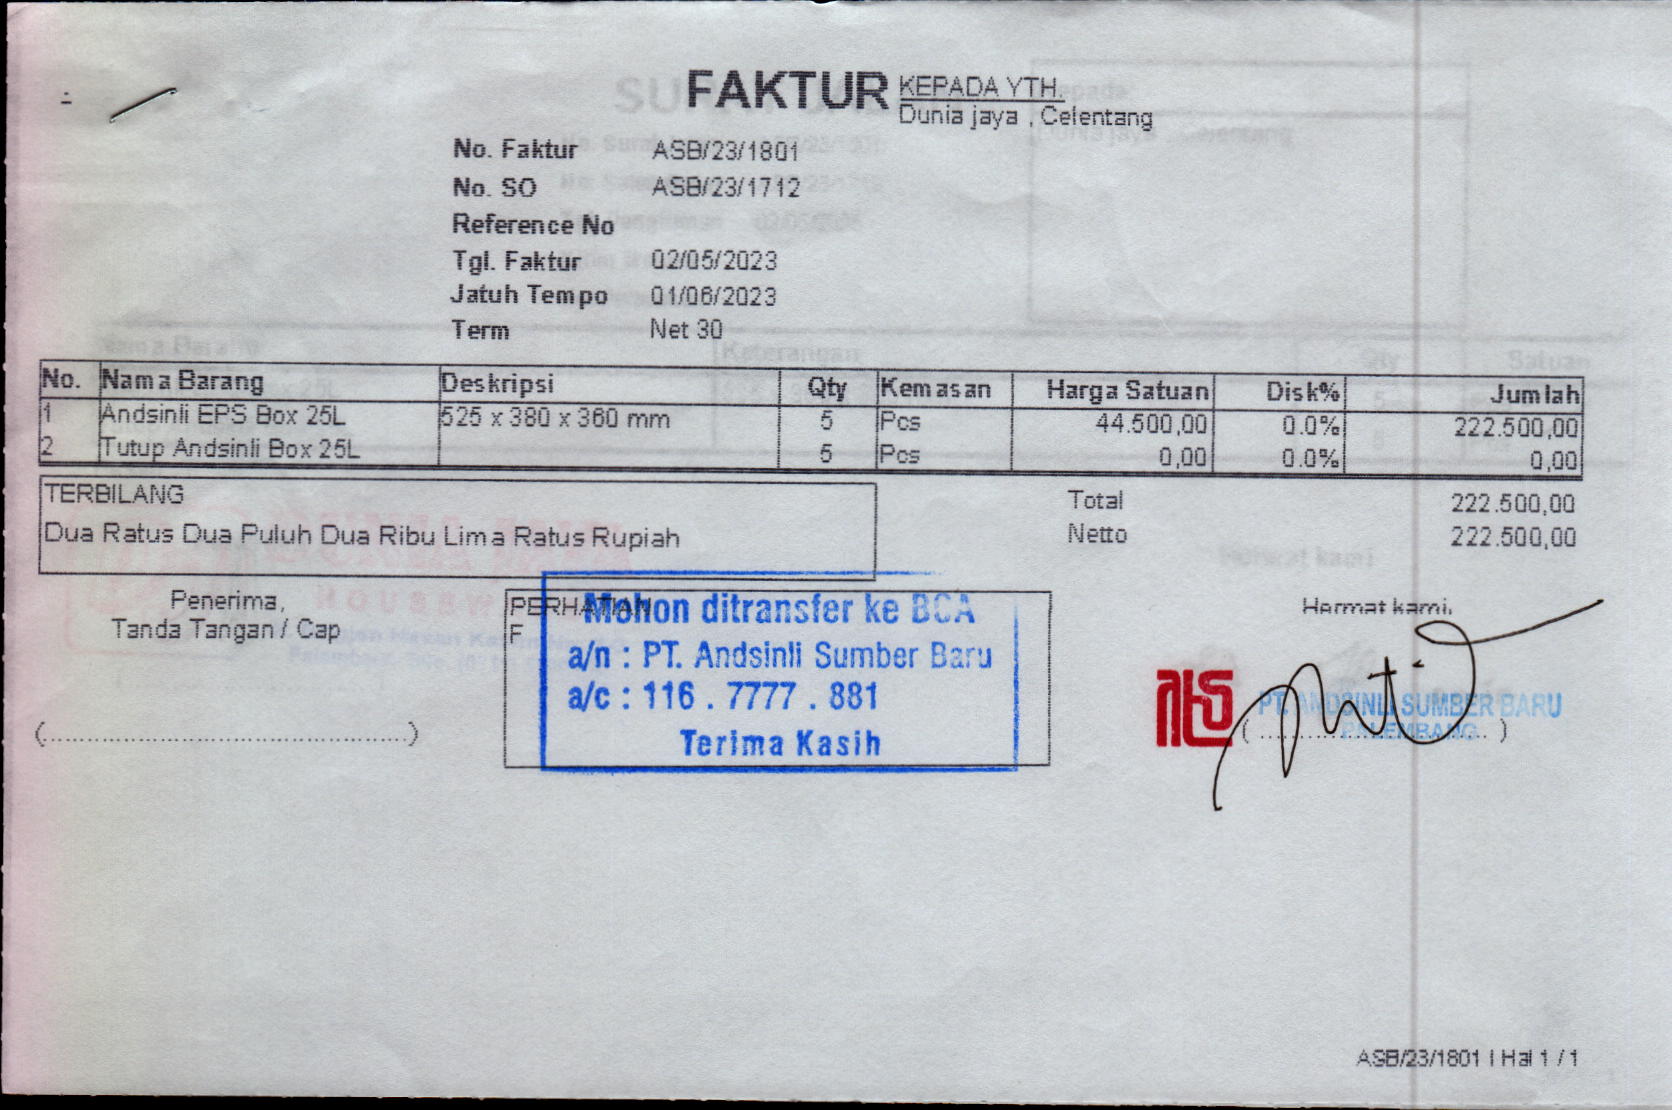 FAKTUR
KEPADA YTH.
Dunia jaya , Celentang
No. Faktur ASB/23/1801
No. SO ASB/23/1712
Reference No
Tgl. Faktur 02/05/2023
Jatuh Tempo 01/06/2023
Term Net 30
No. Nama Barang Deskripsi Qty Kemasan Harga Satuan Disk% Jumlah
1 Andsinli EPS Box 25L 525 x 380 x 360 mm 5 Pcs 44.500,00 0.0% 222.500,00
2 Tutup Andsinli Box 25L 5 Pcs 0,00 0.0% 0,00
TERBILANG
Dua Ratus Dua Puluh Dua Ribu Lima Ratus Rupiah
Total 222.500,00
Netto 222.500,00
Penerima,
Tanda Tangan / Cap
(................................................)
PERHATIAN
F
Mohon ditransfer ke BCA
a/n : PT. Andsinli Sumber Baru
a/c : 116 . 7777 . 881
Terima Kasih
Hormat kami,
PT. ANDSINLI SUMBER BARU
PALEMBANG
ASB/23/1801 | Hal 1 / 1